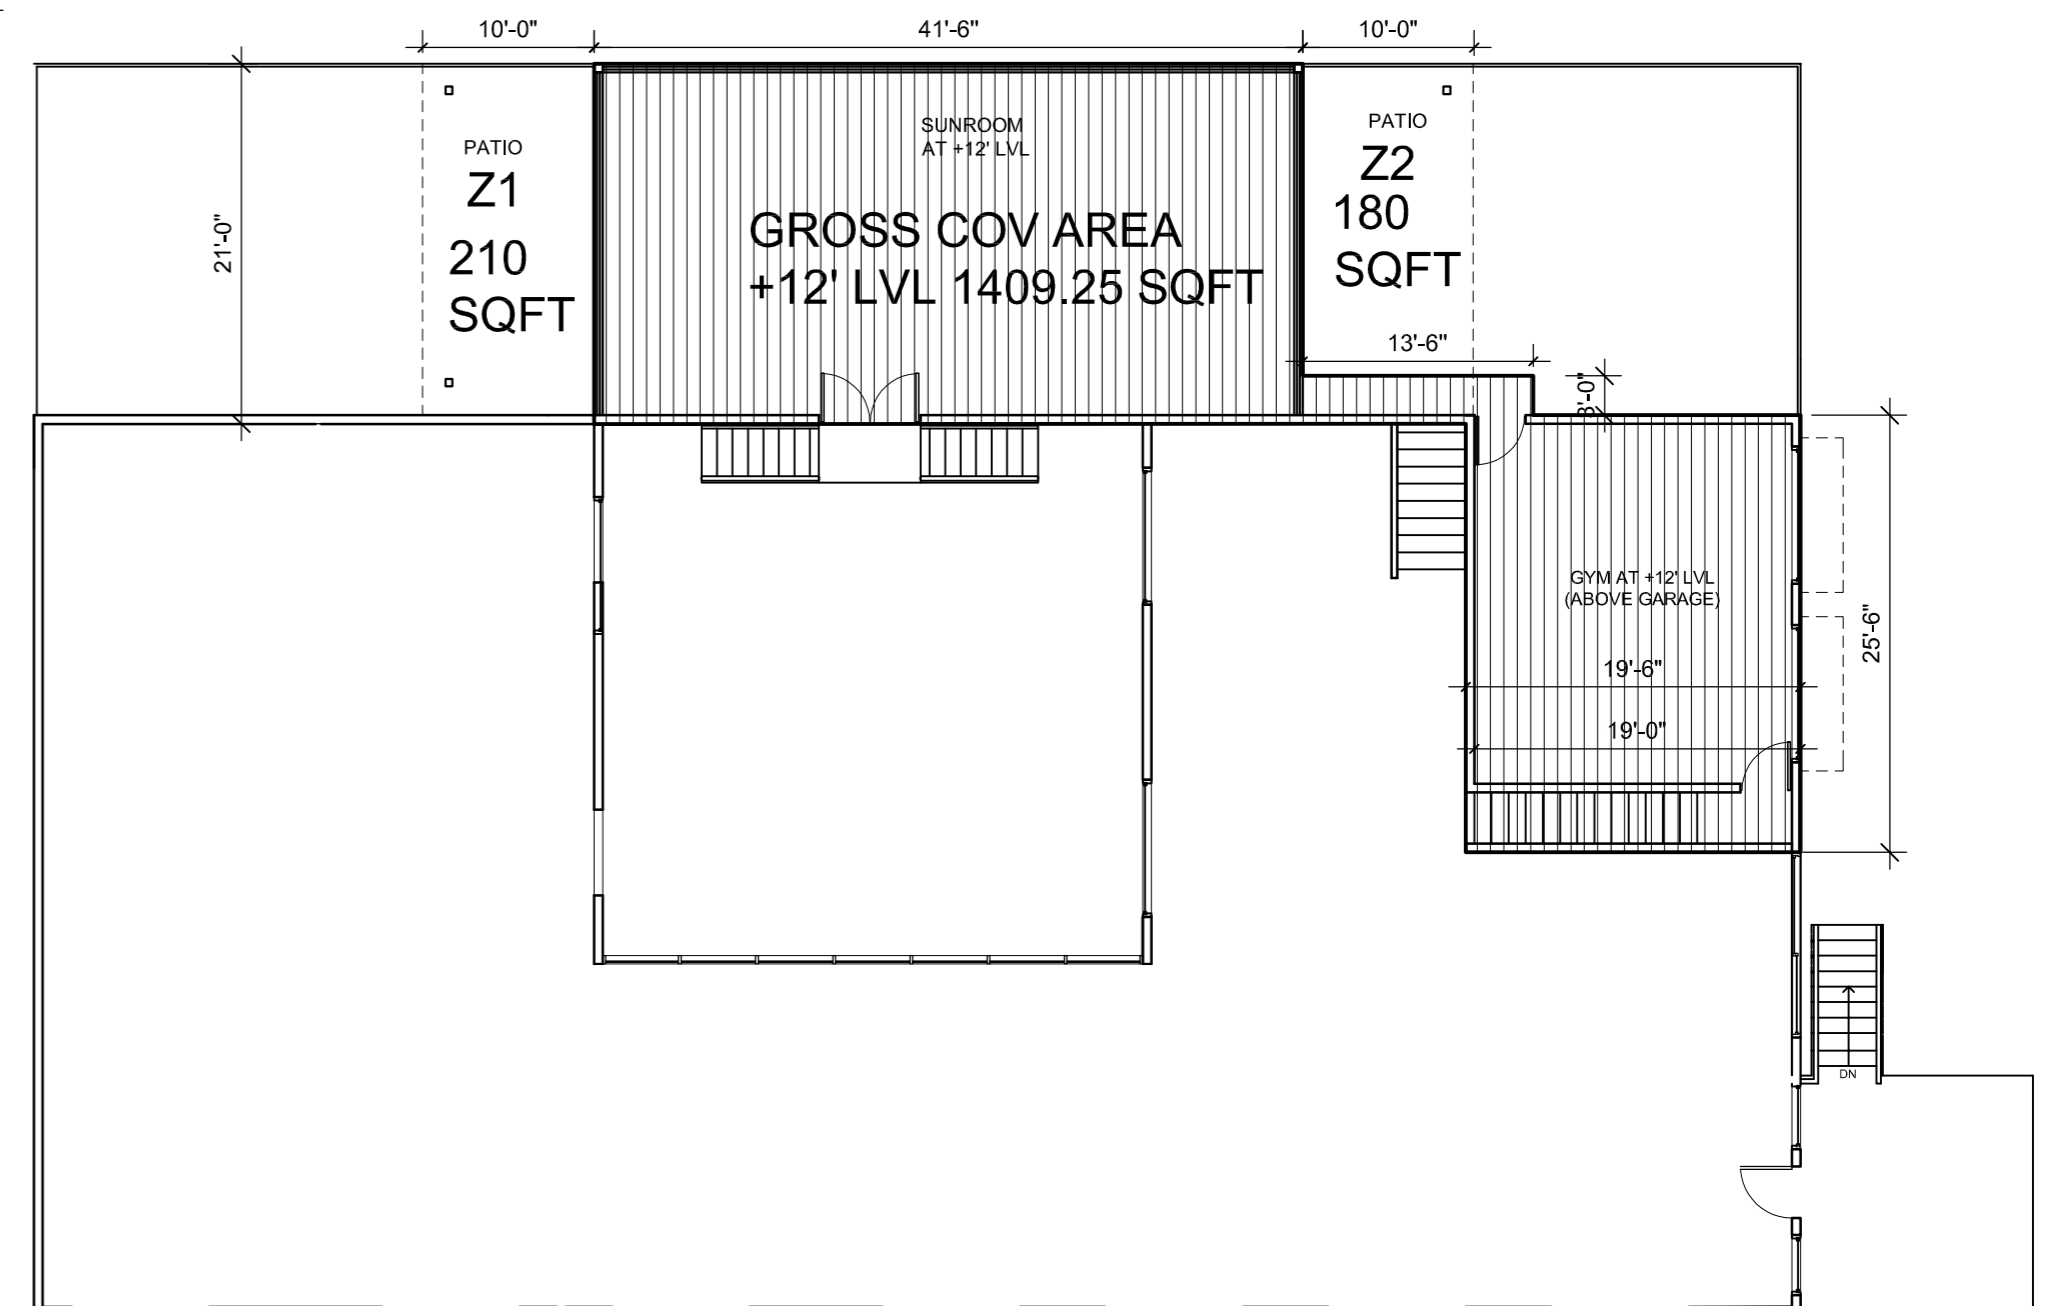 10'-0"
41'-6"
10'-0"
21'-0"
PATIO
Z1
210
SQFT
SUNROOM
AT +12' LVL
GROSS COV AREA
+12' LVL 1409.25 SQFT
PATIO
Z2
180
SQFT
13'-6"
3'-0"
GYM AT +12' LVL
(ABOVE GARAGE)
25'-6"
19'-6"
19'-0"
DN